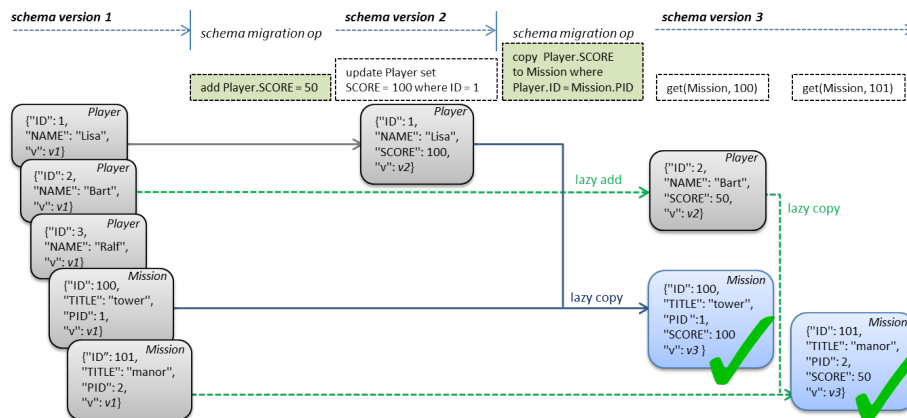 schema version 1
schema version 2
schema version 3
schema migration op
schema migration op
add Player.SCORE = 50
update Player set
SCORE = 100 where ID = 1
copy Player.SCORE
to Mission where
Player.ID = Mission.PID
get(Mission, 100)
get(Mission, 101)
Player
{"ID": 1,
"NAME": "Lisa",
"v": v1}
Player
{"ID": 2,
"NAME": "Bart",
"v": v1}
{"ID": 3,
"NAME": "Ralf",
"v": v1}
Mission
{"ID": 100,
"TITLE": "tower",
"PID": 1,
"v": v1}
Mission
{"ID": 101,
"TITLE": "manor",
"PID": 2,
"v": v1}
Player
{"ID": 1,
"NAME": "Lisa",
"SCORE": 100,
"v": v2}
lazy add
Player
{"ID": 2,
"NAME": "Bart",
"SCORE": 50,
"v": v2}
lazy copy
lazy copy
Mission
{"ID": 100,
"TITLE": "tower",
"PID ":1,
"SCORE": 100
"v": v3 }
Mission
{"ID": 101,
"TITLE": "manor",
"PID": 2,
"SCORE": 50
"v": v3}